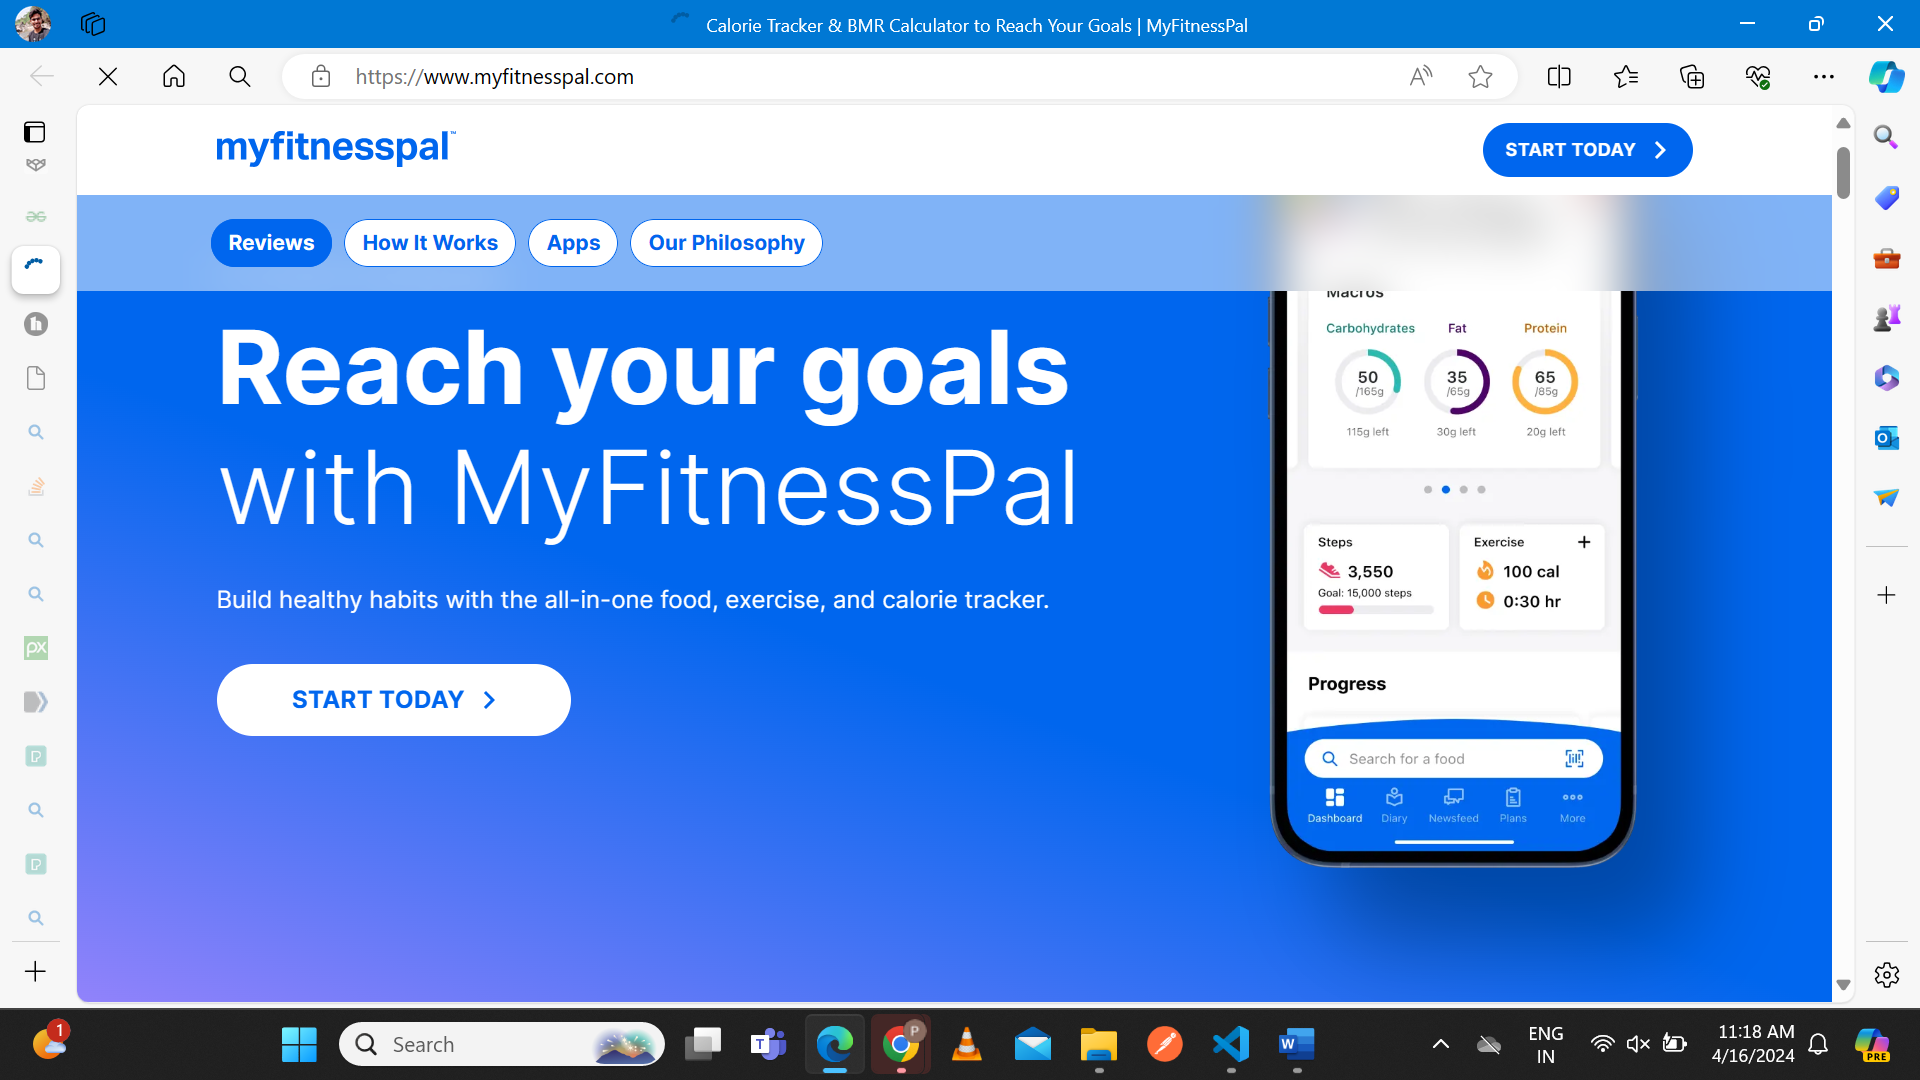 Calorie Tracker & BMR Calculator to Reach Your Goals | MyFitnessPal
https://www.myfitnesspal.com
myfitnesspal™
START TODAY
Reviews
How It Works
Apps
Our Philosophy
Reach your goals
with MyFitnessPal
Build healthy habits with the all-in-one food, exercise, and calorie tracker.
START TODAY
Macros
Carbohydrates Fat Protein
50 35 65
/165g /65g /85g
115g left 30g left 20g left
Steps
3,550
Goal: 15,000 steps
Exercise
100 cal
0:30 hr
Progress
Search for a food
Dashboard Diary Newsfeed Plans More
1
Search
P
ENG
IN
11:18 AM
4/16/2024
PRE